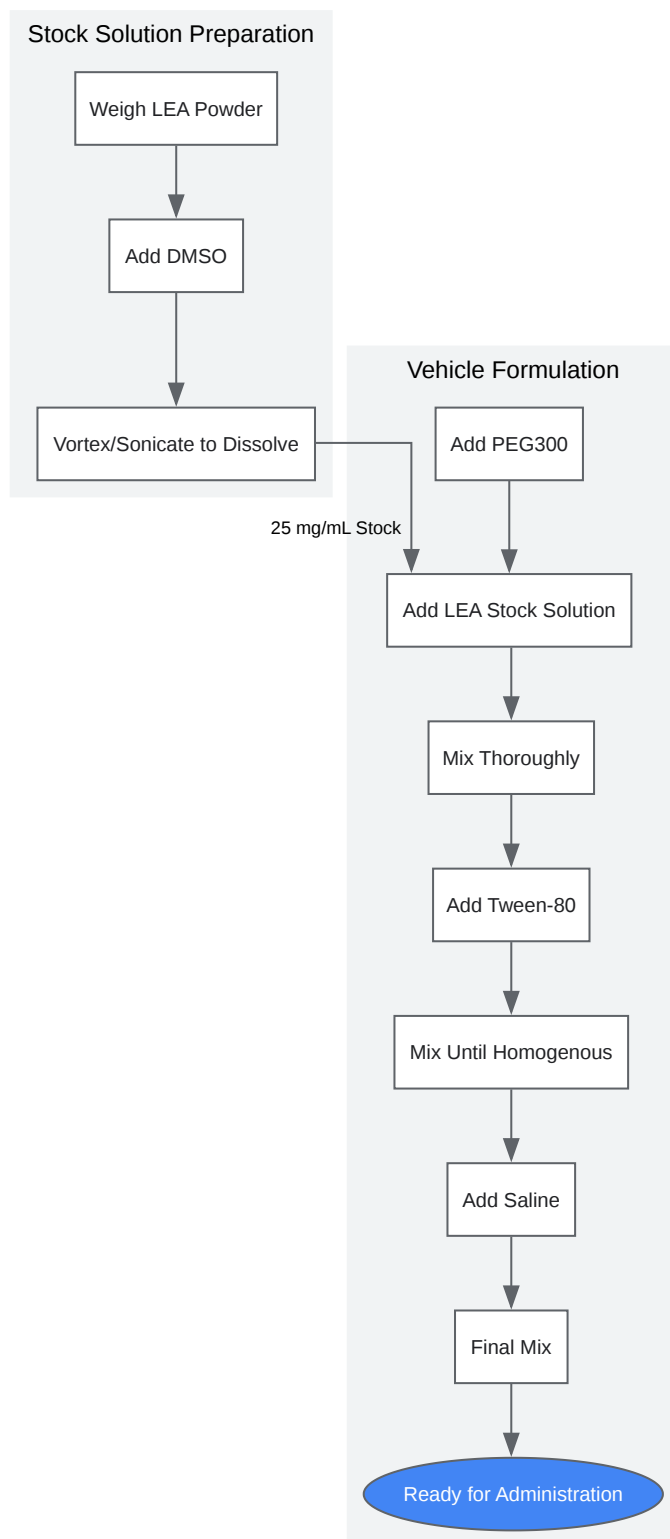 Stock Solution Preparation
Weigh LEA Powder
Add DMSO
Vortex/Sonicate to Dissolve
25 mg/mL Stock
Vehicle Formulation
Add PEG300
Add LEA Stock Solution
Mix Thoroughly
Add Tween-80
Mix Until Homogenous
Add Saline
Final Mix
Ready for Administration